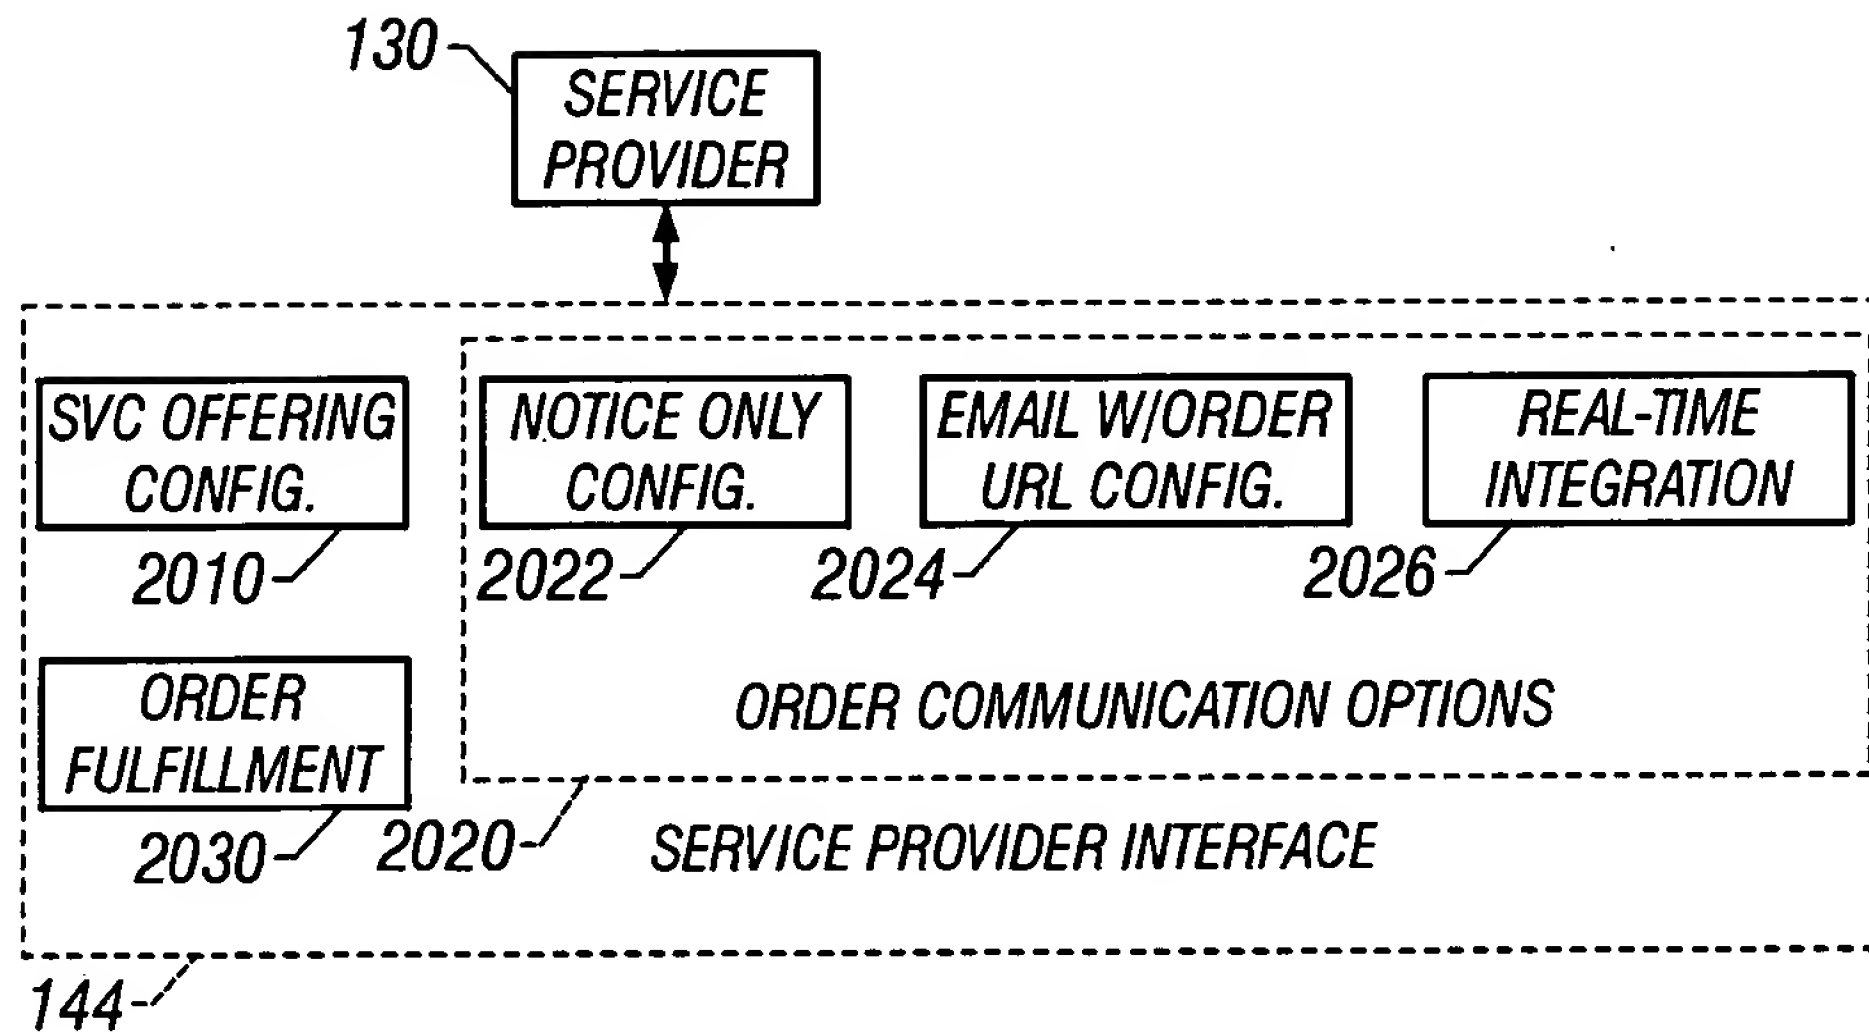 130
SERVICE
PROVIDER
SVC OFFERING
CONFIG.
2010
NOTICE ONLY
CONFIG.
2022
EMAIL W/ORDER
URL CONFIG.
2024
REAL-TIME
INTEGRATION
2026
ORDER
FULFILLMENT
2030
ORDER COMMUNICATION OPTIONS
2020
SERVICE PROVIDER INTERFACE
144